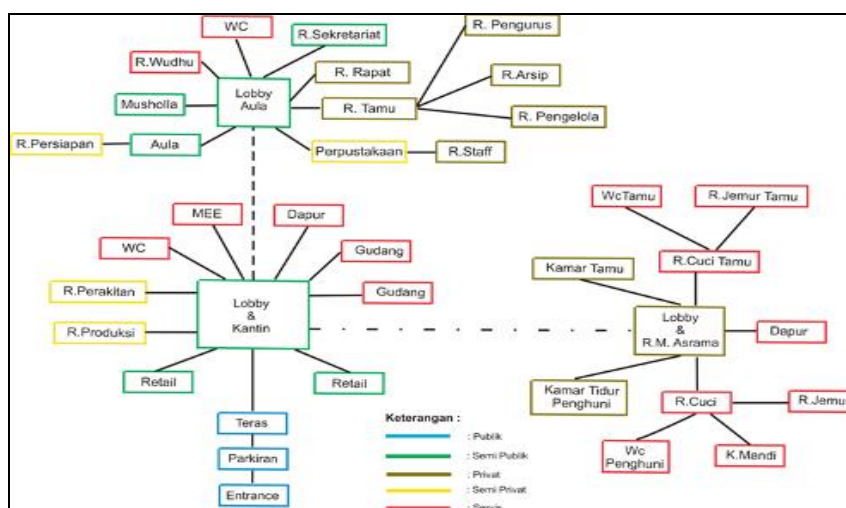 WC
R.Sekretariat
R. Pengurus
R.Wudhu
Lobby
Aula
R. Rapat
R.Arsip
Musholla
R. Tamu
R. Pengelola
R.Persiapan
Aula
Perpustakaan
R.Staff
MEE
Dapur
WcTamu
R.Jemur Tamu
WC
Gudang
Kamar Tamu
R.Cuci Tamu
R.Perakitan
Gudang
Lobby
&
Kantin
Lobby
&
R.M. Asrama
R.Produksi
Dapur
Retail
Retail
Kamar Tidur
Penghuni
R.Cuci
R.Jemur
Teras
Keterangan :
: Publik
Parkiran
: Semi Publik
Wc
Penghuni
K.Mandi
: Privat
Entrance
: Semi Privat
: Servis